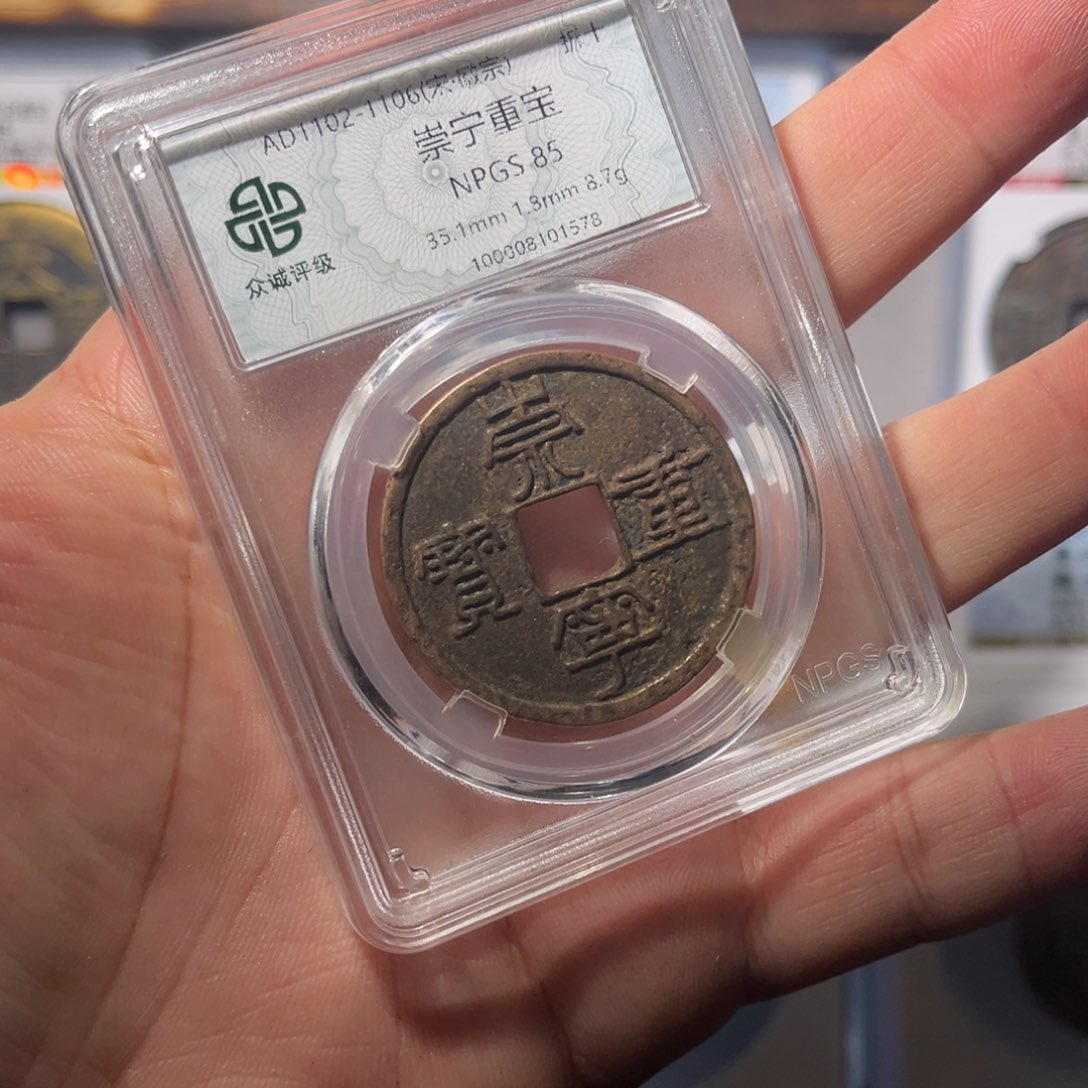 AD1102-1106(宋·徽宗) 折十
崇宁重宝
NPGS 85
35.1mm 1.8mm 8.7g
100008101578
众诚评级
崇
重
寧
寶
NPGS